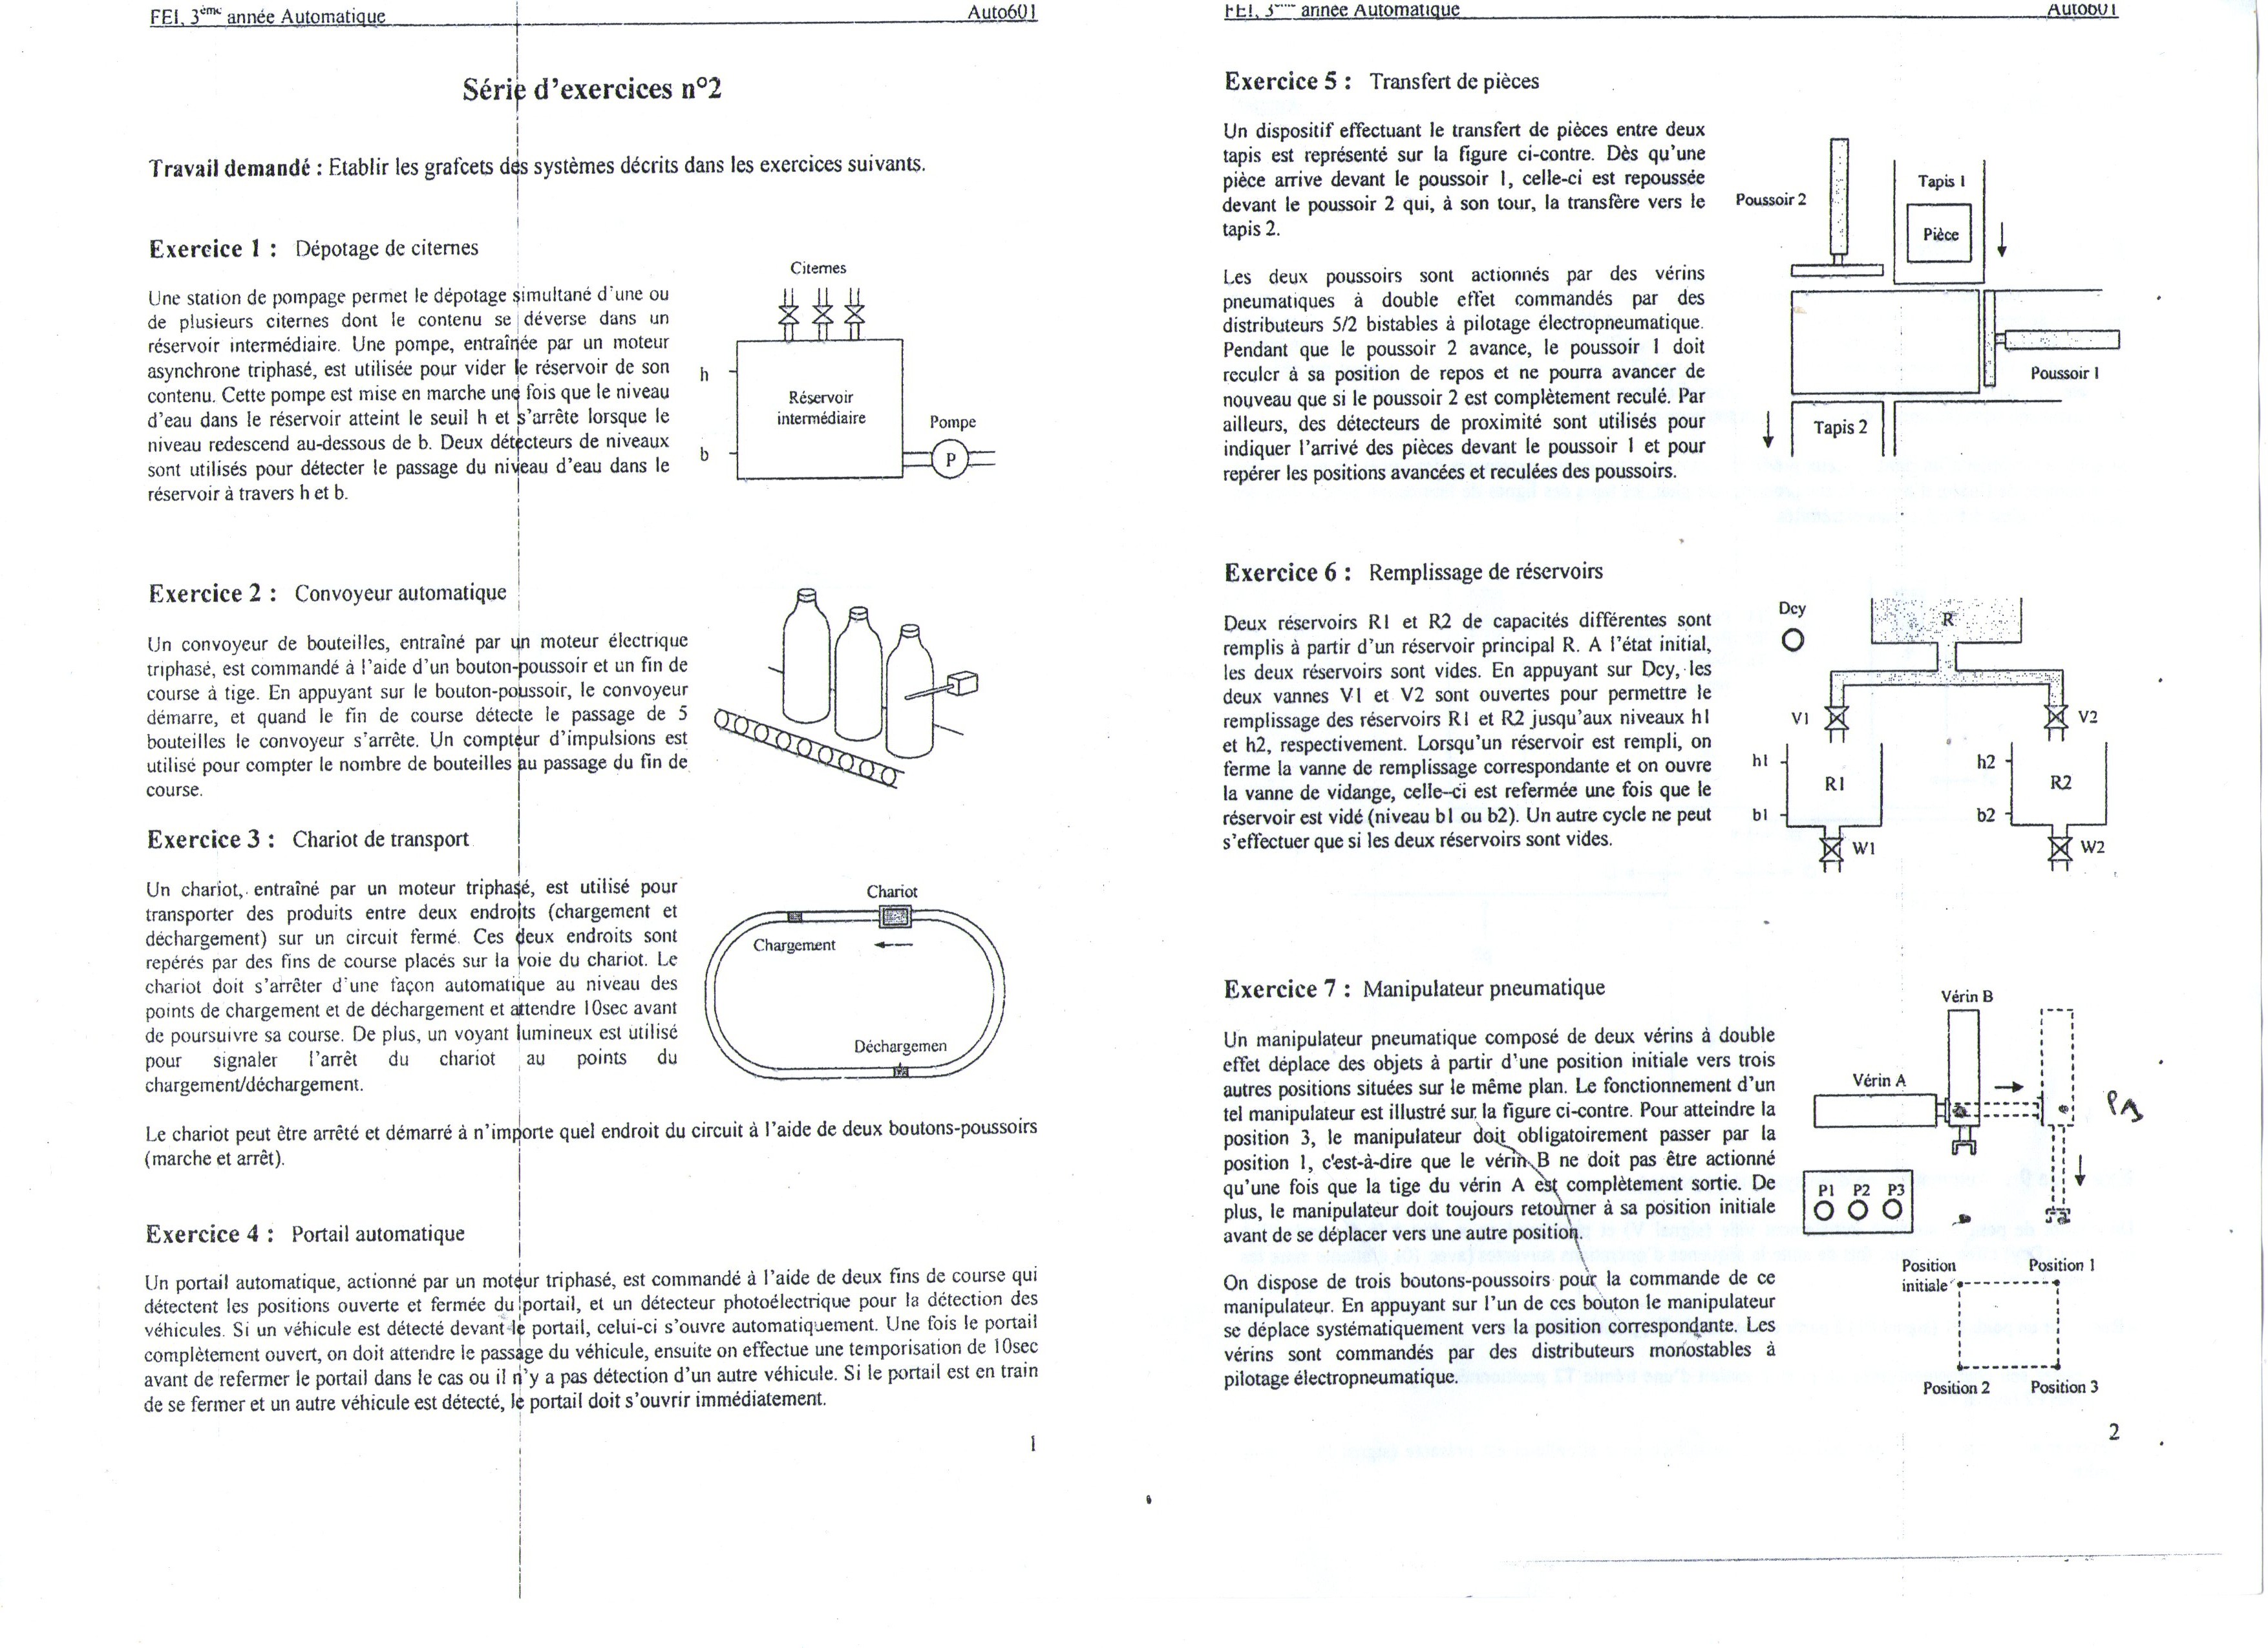 FEI, 3ème année Automatique Auto601
Série d'exercices n°2
Travail demandé : Etablir les grafcets des systèmes décrits dans les exercices suivants.
Exercice 1 : Dépotage de citernes
Une station de pompage permet le dépotage simultané d'une ou
de plusieurs citernes dont le contenu se déverse dans un
réservoir intermédiaire. Une pompe, entraînée par un moteur
asynchrone triphasé, est utilisée pour vider le réservoir de son
contenu. Cette pompe est mise en marche une fois que le niveau
d'eau dans le réservoir atteint le seuil h et s'arrête lorsque le
niveau redescend au-dessous de b. Deux détecteurs de niveaux
sont utilisés pour détecter le passage du niveau d'eau dans le
réservoir à travers h et b.
Citernes
h
Réservoir
intermédiaire
Pompe
b
P
Exercice 2 : Convoyeur automatique
Un convoyeur de bouteilles, entraîné par un moteur électrique
triphasé, est commandé à l'aide d'un bouton-poussoir et un fin de
course à tige. En appuyant sur le bouton-poussoir, le convoyeur
démarre, et quand le fin de course détecte le passage de 5
bouteilles le convoyeur s'arrête. Un compteur d'impulsions est
utilisé pour compter le nombre de bouteilles au passage du fin de
course.
Exercice 3 : Chariot de transport
Un chariot, entraîné par un moteur triphasé, est utilisé pour
transporter des produits entre deux endroits (chargement et
déchargement) sur un circuit fermé. Ces deux endroits sont
repérés par des fins de course placés sur la voie du chariot. Le
chariot doit s'arrêter d'une façon automatique au niveau des
points de chargement et de déchargement et attendre 10sec avant
de poursuivre sa course. De plus, un voyant lumineux est utilisé
pour signaler l'arrêt du chariot au points du
chargement/déchargement.
Chariot
Chargement
Déchargemen
Le chariot peut être arrêté et démarré à n'importe quel endroit du circuit à l'aide de deux boutons-poussoirs
(marche et arrêt).
Exercice 4 : Portail automatique
Un portail automatique, actionné par un moteur triphasé, est commandé à l'aide de deux fins de course qui
détectent les positions ouverte et fermée du portail, et un détecteur photoélectrique pour la détection des
véhicules. Si un véhicule est détecté devant le portail, celui-ci s'ouvre automatiquement. Une fois le portail
complètement ouvert, on doit attendre le passage du véhicule, ensuite on effectue une temporisation de 10sec
avant de refermer le portail dans le cas ou il n'y a pas détection d'un autre véhicule. Si le portail est en train
de se fermer et un autre véhicule est détecté, le portail doit s'ouvrir immédiatement.
1
FEI, 3ème année Automatique Auto601
Exercice 5 : Transfert de pièces
Un dispositif effectuant le transfert de pièces entre deux
tapis est représenté sur la figure ci-contre. Dès qu'une
pièce arrive devant le poussoir 1, celle-ci est repoussée
devant le poussoir 2 qui, à son tour, la transfère vers le
tapis 2.
Les deux poussoirs sont actionnés par des vérins
pneumatiques à double effet commandés par des
distributeurs 5/2 bistables à pilotage électropneumatique.
Pendant que le poussoir 2 avance, le poussoir 1 doit
reculer à sa position de repos et ne pourra avancer de
nouveau que si le poussoir 2 est complètement reculé. Par
ailleurs, des détecteurs de proximité sont utilisés pour
indiquer l'arrivé des pièces devant le poussoir 1 et pour
repérer les positions avancées et reculées des poussoirs.
Tapis 1
Poussoir 2
Pièce
Poussoir 1
Tapis 2
Exercice 6 : Remplissage de réservoirs
Deux réservoirs R1 et R2 de capacités différentes sont
remplis à partir d'un réservoir principal R. A l'état initial,
les deux réservoirs sont vides. En appuyant sur Dcy, les
deux vannes V1 et V2 sont ouvertes pour permettre le
remplissage des réservoirs R1 et R2 jusqu'aux niveaux h1
et h2, respectivement. Lorsqu'un réservoir est rempli, on
ferme la vanne de remplissage correspondante et on ouvre
la vanne de vidange, celle-ci est refermée une fois que le
réservoir est vidé (niveau b1 ou b2). Un autre cycle ne peut
s'effectuer que si les deux réservoirs sont vides.
Dcy
R
V1 V2
h1 h2
R1 R2
b1 b2
W1 W2
Exercice 7 : Manipulateur pneumatique
Un manipulateur pneumatique composé de deux vérins à double
effet déplace des objets à partir d'une position initiale vers trois
autres positions situées sur le même plan. Le fonctionnement d'un
tel manipulateur est illustré sur la figure ci-contre. Pour atteindre la
position 3, le manipulateur doit obligatoirement passer par la
position 1, c'est-à-dire que le vérin B ne doit pas être actionné
qu'une fois que la tige du vérin A est complètement sortie. De
plus, le manipulateur doit toujours retourner à sa position initiale
avant de se déplacer vers une autre position.
On dispose de trois boutons-poussoirs pour la commande de ce
manipulateur. En appuyant sur l'un de ces bouton le manipulateur
se déplace systématiquement vers la position correspondante. Les
vérins sont commandés par des distributeurs monostables à
pilotage électropneumatique.
Vérin B
Vérin A
P1
P1 P2 P3
Position
initiale
Position 1
Position 2 Position 3
2